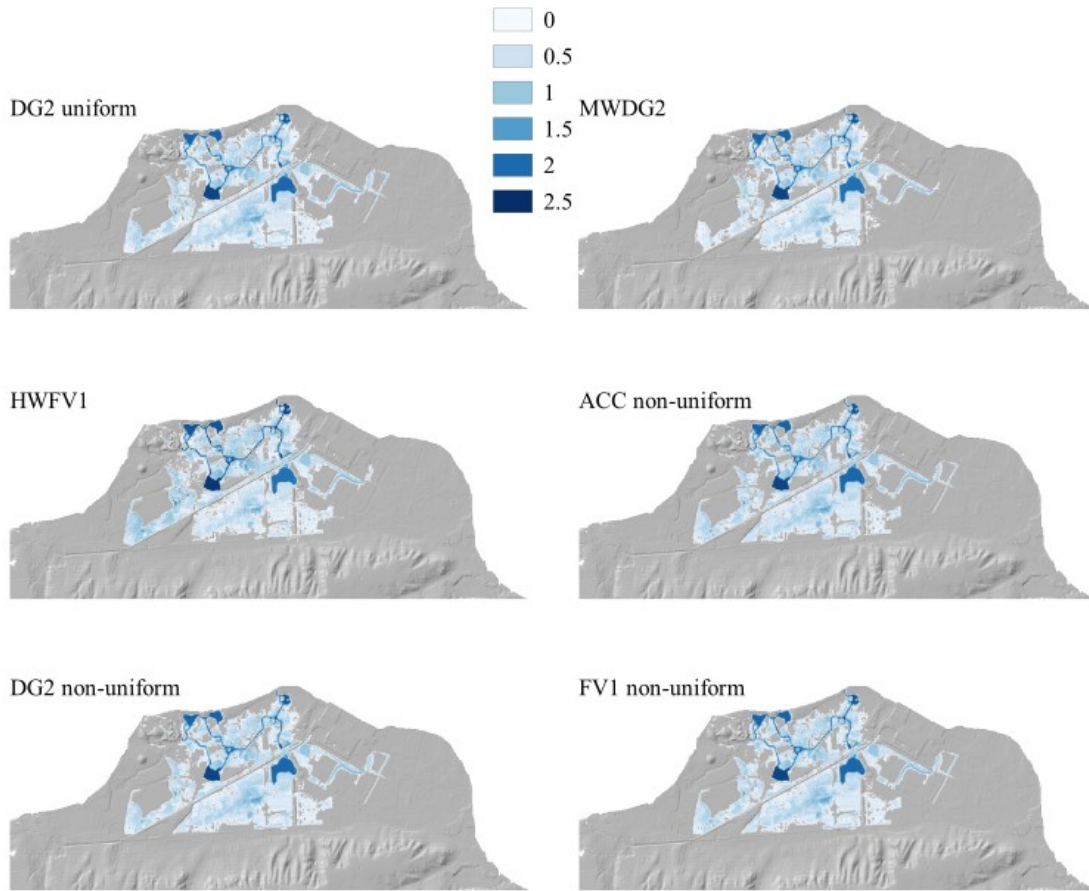 0
0.5
1
1.5
2
2.5
DG2 uniform
MWDG2
HWFV1
ACC non-uniform
DG2 non-uniform
FV1 non-uniform